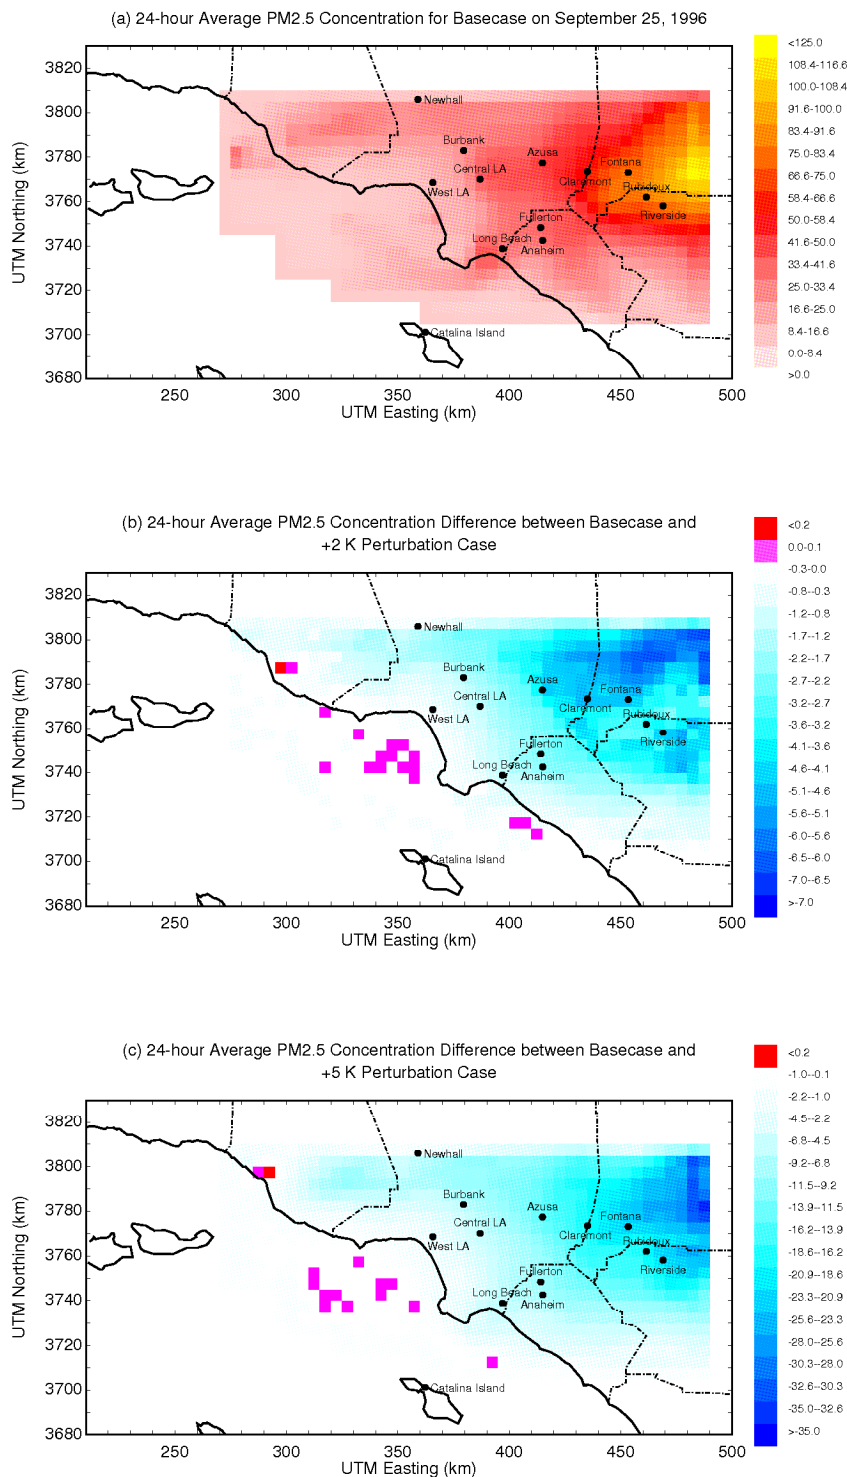 (a) 24-hour Average PM2.5 Concentration for Basecase on September 25, 1996
3820
3800
3780
3760
3740
3720
3700
3680
UTM Northing (km)
Newhall
Burbank
Azusa
Central LA
Fontana
Claremont
West LA
Rubidoux
Riverside
Fullerton
Long Beach
Anaheim
Catalina Island
250
300
350
400
450
500
UTM Easting (km)
<125.0
108.4-116.6
100.0-108.4
91.6-100.0
83.4-91.6
75.0-83.4
66.6-75.0
58.4-66.6
50.0-58.4
41.6-50.0
33.4-41.6
25.0-33.4
16.6-25.0
8.4-16.6
0.0-8.4
>0.0
(b) 24-hour Average PM2.5 Concentration Difference between Basecase and
+2 K Perturbation Case
3820
3800
3780
3760
3740
3720
3700
3680
UTM Northing (km)
Newhall
Burbank
Azusa
Central LA
Fontana
Claremont
West LA
Rubidoux
Riverside
Fullerton
Long Beach
Anaheim
Catalina Island
250
300
350
400
450
500
UTM Easting (km)
<0.2
0.0-0.1
-0.3-0.0
-0.8--0.3
-1.2--0.8
-1.7--1.2
-2.2--1.7
-2.7--2.2
-3.2--2.7
-3.6--3.2
-4.1--3.6
-4.6--4.1
-5.1--4.6
-5.6--5.1
-6.0--5.6
-6.5--6.0
-7.0--6.5
>-7.0
(c) 24-hour Average PM2.5 Concentration Difference between Basecase and
+5 K Perturbation Case
3820
3800
3780
3760
3740
3720
3700
3680
UTM Northing (km)
Newhall
Burbank
Azusa
Central LA
Fontana
Claremont
West LA
Rubidoux
Riverside
Fullerton
Long Beach
Anaheim
Catalina Island
250
300
350
400
450
500
UTM Easting (km)
<0.2
-1.0--0.1
-2.2--1.0
-4.5--2.2
-6.8--4.5
-9.2--6.8
-11.5--9.2
-13.9--11.5
-16.2--13.9
-18.6--16.2
-20.9--18.6
-23.3--20.9
-25.6--23.3
-28.0--25.6
-30.3--28.0
-32.6--30.3
-35.0--32.6
>-35.0